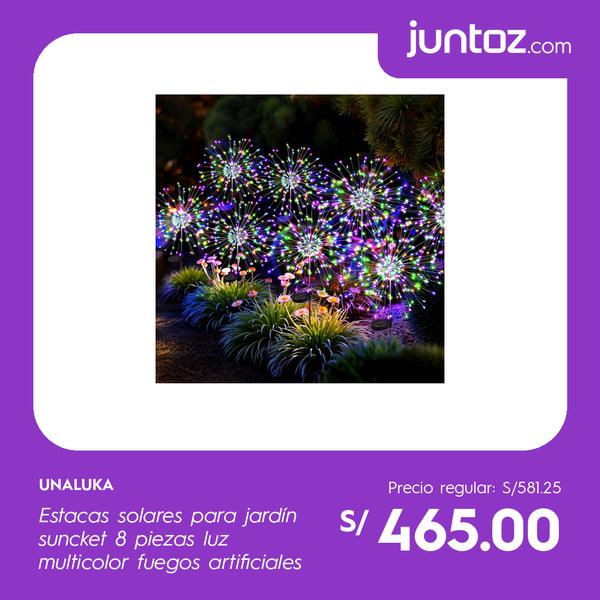 juntoz.com
UNALUKA
Estacas solares para jardín
suncket 8 piezas luz
multicolor fuegos artificiales
Precio regular: S/581.25
S/ 465.00